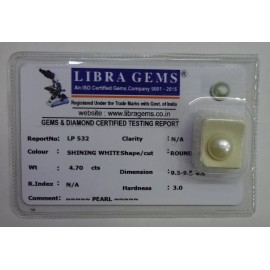 LIBRA GEMS
An ISO Certified Gems Company 9001 - 2015
Registered Under the Trade Marks with Govt. of India
www.libragems.co.in
GEMS & DIAMOND CERTIFIED TESTING REPORT
ReportNo : LP 532 Clarity : N/A
Colour : SHINING WHITE Shape/cut : ROUND
Wt : 4.70 cts Dimension :
R.Index : N/A Hardness : 3.0
Comment : ------ PEARL ------